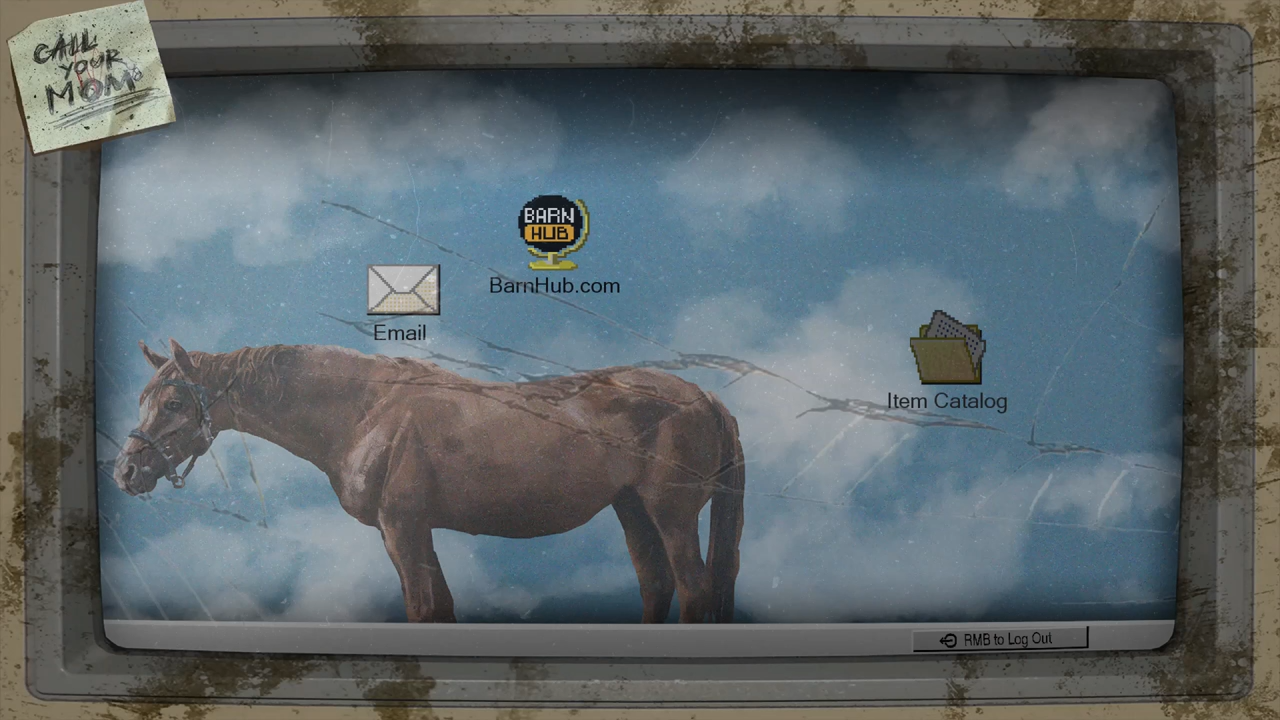 CALL
YOUR
MOM
BARN
HUB
BarnHub.com
Email
Item Catalog
RMB to Log Out